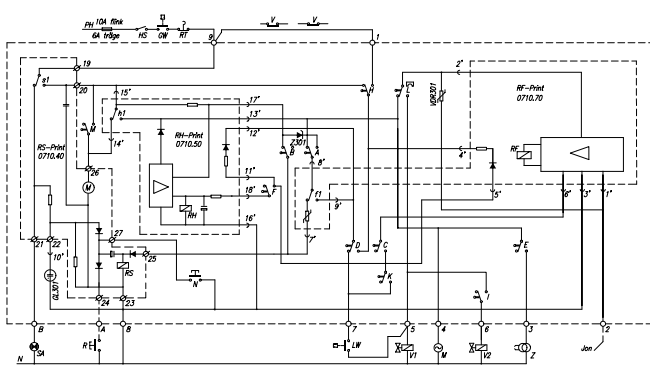 PH 10A flink
6A träge
HS GW RT
V V
9 1
19
s1
20
15'
17'
13'
12'
h1
14'
M
RS-Print
0710.40
RH-Print
0710.50
RH
11'
18'
16'
26
M
Z301
B
8'
F
f1
9'
7'
H
L
2'
VDR301
RF-Print
0710.70
RF
4'
5'
6' 3' 1'
21 22
10'
GL301
27
25
RS
24 23
N
D C
K
I
E
B A 8 7 5 4 6 3 2
SA R LW V1 M V2 Z Jon
N